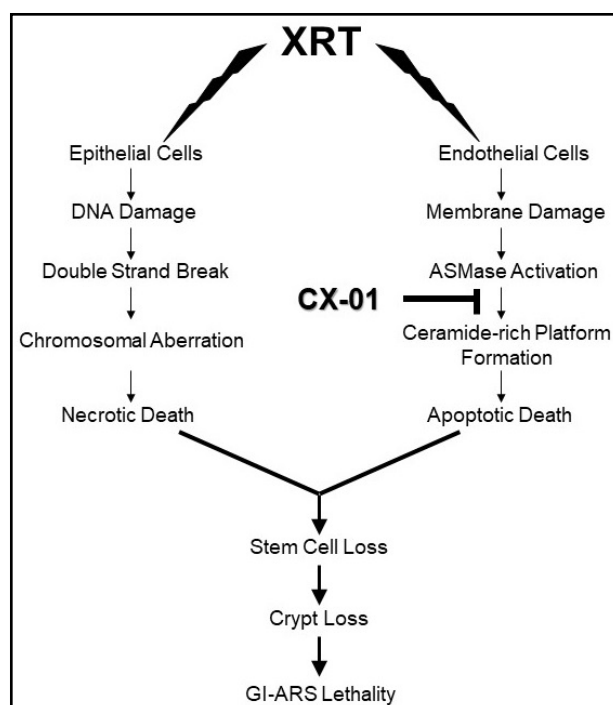 XRT
Epithelial Cells
DNA Damage
Double Strand Break
Chromosomal Aberration
Necrotic Death
Endothelial Cells
Membrane Damage
ASMase Activation
CX-01
Ceramide-rich Platform
Formation
Apoptotic Death
Stem Cell Loss
Crypt Loss
GI-ARS Lethality